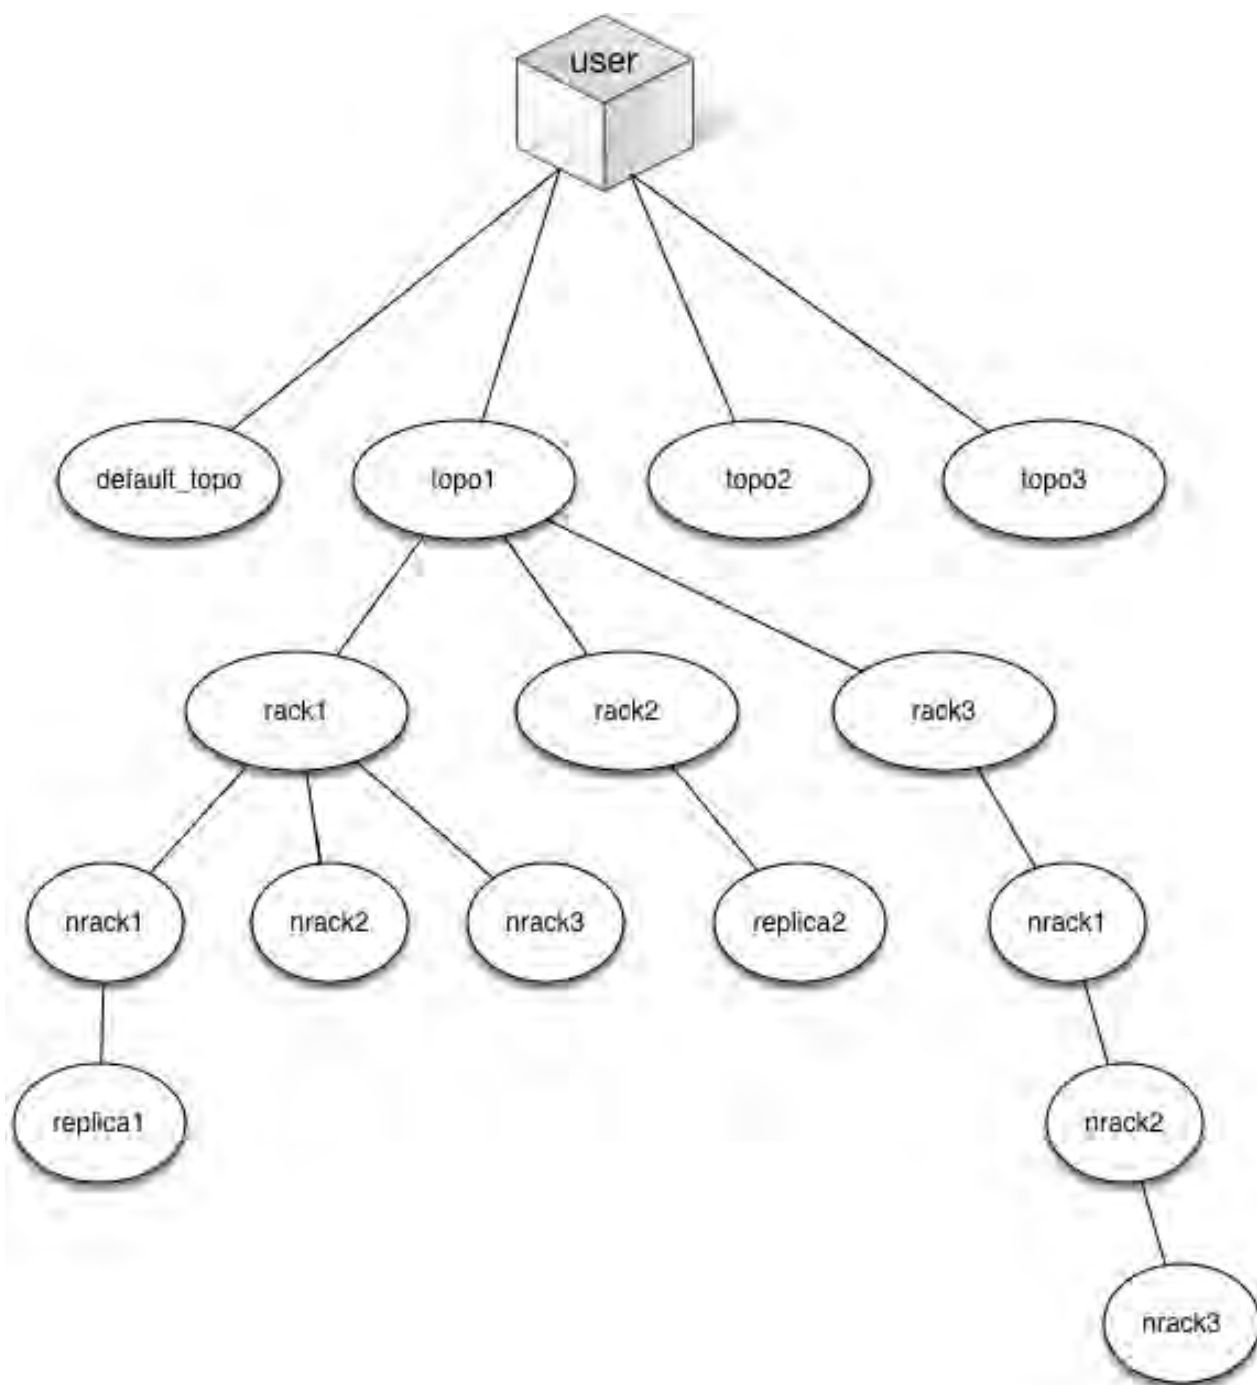 user
default_topo
topo1
topo2
topo3
rack1
rack2
rack3
nrack1
nrack2
nrack3
replica2
nrack1
replica1
nrack2
nrack3